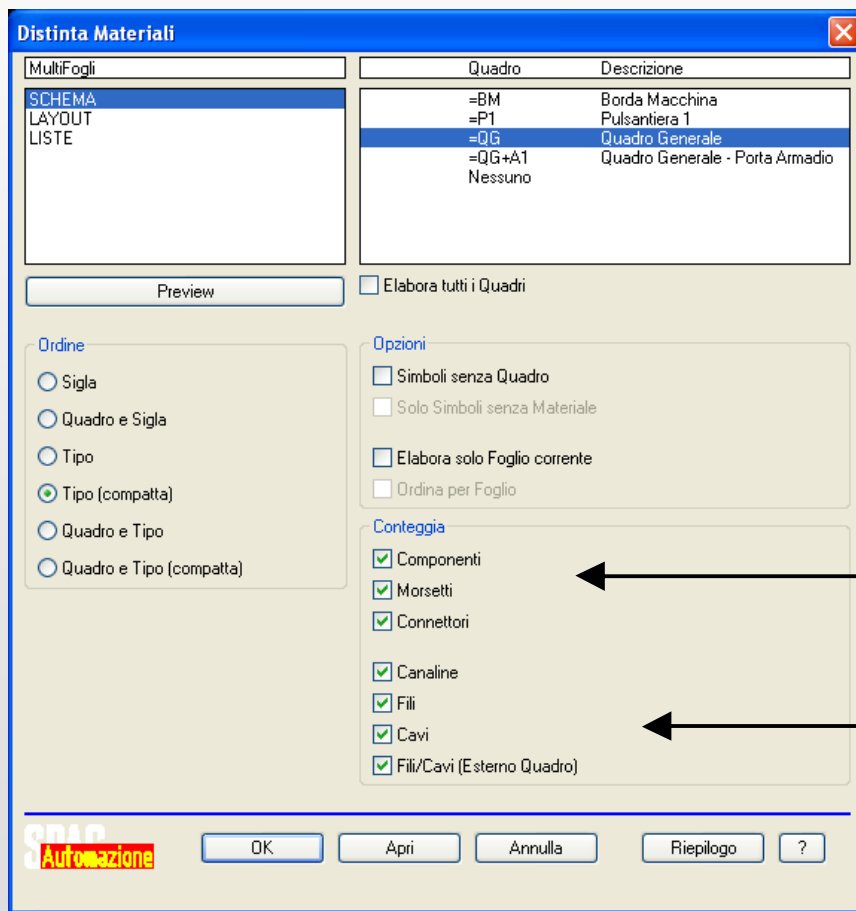 Distinta Materiali
MultiFogli
SCHEMA
LAYOUT
LISTE
Quadro Descrizione
=BM Borda Macchina
=P1 Pulsantiera 1
=QG Quadro Generale
=QG+A1 Quadro Generale - Porta Armadio
Nessuno
Preview
Elabora tutti i Quadri
Ordine
Sigla
Quadro e Sigla
Tipo
Tipo (compatta)
Quadro e Tipo
Quadro e Tipo (compatta)
Opzioni
Simboli senza Quadro
Solo Simboli senza Materiale
Elabora solo Foglio corrente
Ordina per Foglio
Conteggia
Componenti
Morsetti
Connettori
Canaline
Fili
Cavi
Fili/Cavi (Esterno Quadro)
SPAC
Automazione
OK
Apri
Annulla
Riepilogo
?